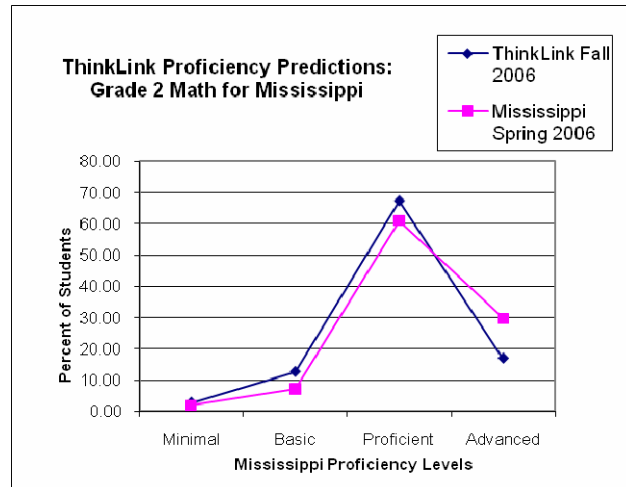 ThinkLink Proficiency Predictions:
Grade 2 Math for Mississippi
ThinkLink Fall
2006
Mississippi
Spring 2006
Percent of Students
80.00
70.00
60.00
50.00
40.00
30.00
20.00
10.00
0.00
Minimal Basic Proficient Advanced
Mississippi Proficiency Levels